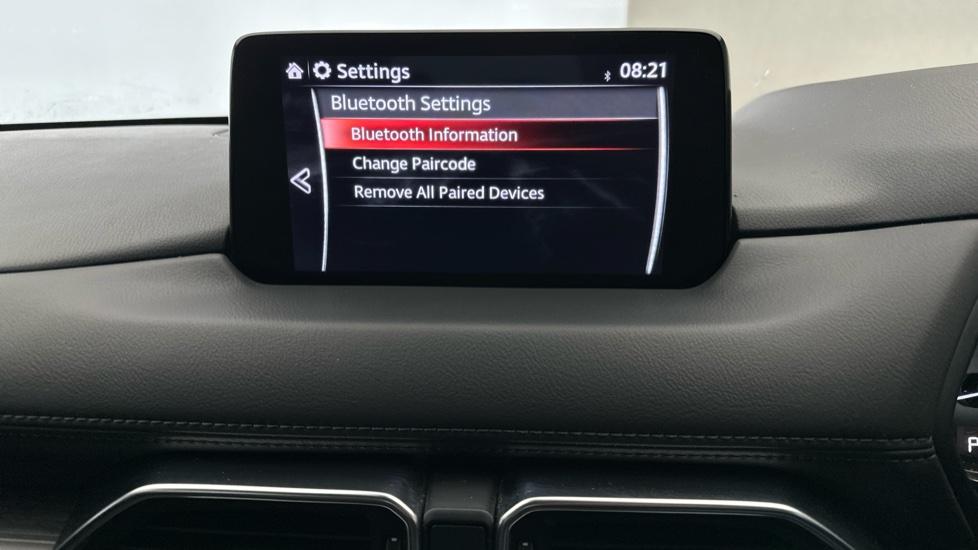 Settings 08:21
Bluetooth Settings
Bluetooth Information
Change Paircode
Remove All Paired Devices